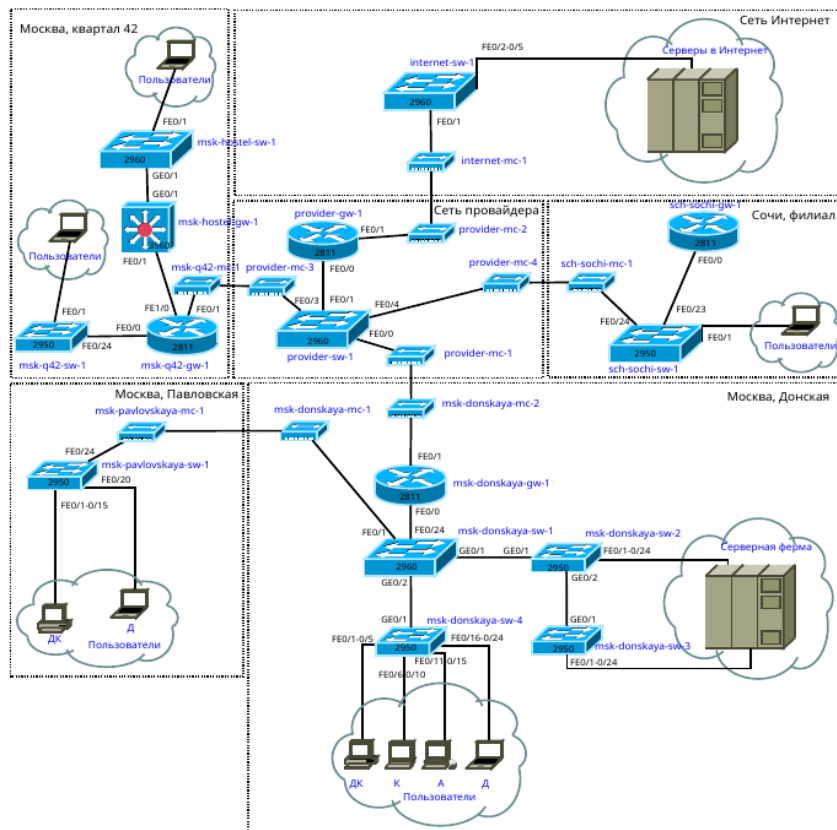 Москва, квартал 42
Пользователи
FE0/1
2960
msk-hostel-sw-1
GE0/1
GE0/1
msk-hostel-gw-1
3560
FE0/1
Пользователи
msk-q42-mc-1
FE0/1
FE0/0
FE1/0
FE0/1
2950
FE0/24
2811
msk-q42-sw-1
msk-q42-gw-1
Сеть Интернет
FE0/2-0/5
Серверы в Интернет
internet-sw-1
2960
FE0/1
internet-mc-1
Сеть провайдера
provider-gw-1
FE0/1
provider-mc-2
2811
FE0/0
provider-mc-3
provider-mc-4
FE0/3
FE0/1
FE0/4
FE0/0
2960
provider-sw-1
provider-mc-1
Сочи, филиал
sch-sochi-gw-1
2811
FE0/0
sch-sochi-mc-1
FE0/23
FE0/24
FE0/1
2950
Пользователи
sch-sochi-sw-1
Москва, Павловская
msk-pavlovskaya-mc-1
FE0/24
msk-pavlovskaya-sw-1
2950
FE0/20
FE0/1-0/15
ДК
Д
Пользователи
Москва, Донская
msk-donskaya-mc-1
msk-donskaya-mc-2
FE0/1
msk-donskaya-gw-1
2811
FE0/0
FE0/1
FE0/24
msk-donskaya-sw-1
GE0/1
2960
GE0/2
GE0/1
msk-donskaya-sw-2
FE0/1-0/24
2950
GE0/2
Серверная ферма
GE0/1
msk-donskaya-sw-3
2950
FE0/1-0/24
GE0/1
msk-donskaya-sw-4
FE0/1-0/5
FE0/16-0/24
2950
FE0/11-0/15
FE0/6-0/10
ДК
К
А
Д
Пользователи